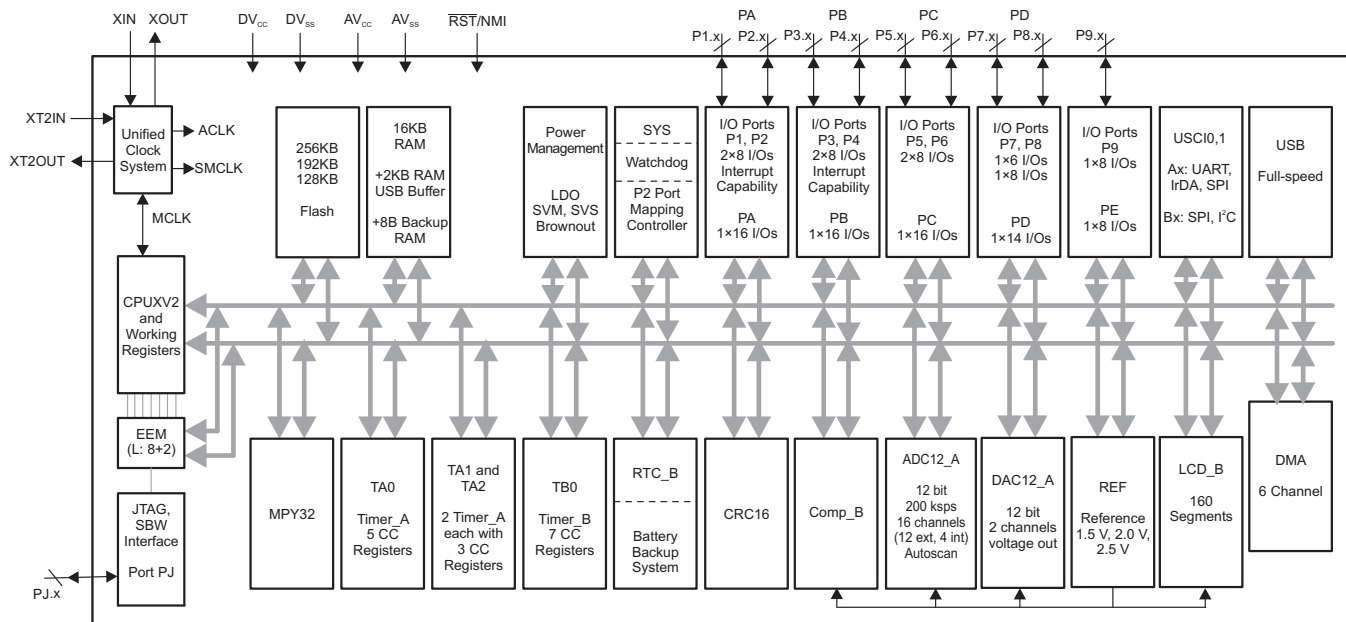 XIN XOUT
DVCC DVSS AVCC AVSS
RST/NMI
PA PB PC PD
P1.x P2.x P3.x P4.x P5.x P6.x P7.x P8.x P9.x
XT2IN
XT2OUT
Unified
Clock
System
ACLK
SMCLK
MCLK
256KB
192KB
128KB
Flash
16KB
RAM
+2KB RAM
USB Buffer
+8B Backup
RAM
Power
Management
LDO
SVM, SVS
Brownout
SYS
Watchdog
P2 Port
Mapping
Controller
I/O Ports
P1, P2
2×8 I/Os
Interrupt
Capability
PA
1×16 I/Os
I/O Ports
P3, P4
2×8 I/Os
Interrupt
Capability
PB
1×16 I/Os
I/O Ports
P5, P6
2×8 I/Os
PC
1×16 I/Os
I/O Ports
P7, P8
1×6 I/Os
1×8 I/Os
PD
1×14 I/Os
I/O Ports
P9
1×8 I/Os
PE
1×8 I/Os
USCI0,1
Ax: UART,
IrDA, SPI
Bx: SPI, I²C
USB
Full-speed
CPUXV2
and
Working
Registers
EEM
(L: 8+2)
JTAG,
SBW
Interface
Port PJ
PJ.x
MPY32
TA0
Timer_A
5 CC
Registers
TA1 and
TA2
2 Timer_A
each with
3 CC
Registers
TB0
Timer_B
7 CC
Registers
RTC_B
Battery
Backup
System
CRC16
Comp_B
ADC12_A
12 bit
200 ksps
16 channels
(12 ext, 4 int)
Autoscan
DAC12_A
12 bit
2 channels
voltage out
REF
Reference
1.5 V, 2.0 V,
2.5 V
LCD_B
160
Segments
DMA
6 Channel